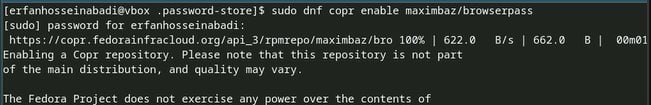 [erfanhosseinabadi@vbox .password-store]$ sudo dnf copr enable maximbaz/browserpass
[sudo] password for erfanhosseinabadi:
https://copr.fedorainfracloud.org/api_3/rpmrepo/maximbaz/bro 100% | 622.0   B/s | 662.0   B |  00m01
Enabling a Copr repository. Please note that this repository is not part
of the main distribution, and quality may vary.

The Fedora Project does not exercise any power over the contents of